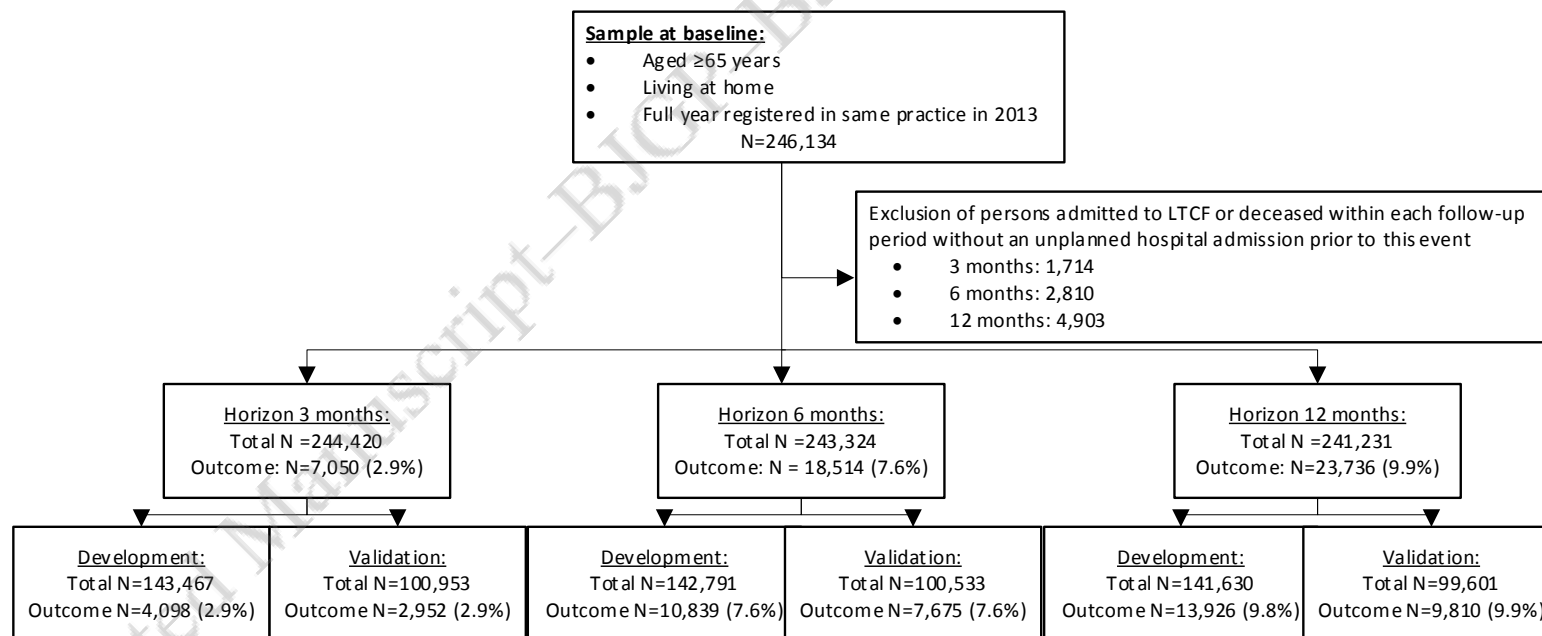 Sample at baseline:
• Aged ≥65 years
• Living at home
• Full year registered in same practice in 2013
N=246,134
Exclusion of persons admitted to LTCF or deceased within each follow-up
period without an unplanned hospital admission prior to this event
• 3 months: 1,714
• 6 months: 2,810
• 12 months: 4,903
Horizon 3 months:
Total N =244,420
Outcome: N=7,050 (2.9%)
Horizon 6 months:
Total N =243,324
Outcome: N = 18,514 (7.6%)
Horizon 12 months:
Total N =241,231
Outcome: N=23,736 (9.9%)
Development:
Total N=143,467
Outcome N=4,098 (2.9%)
Validation:
Total N=100,953
Outcome N=2,952 (2.9%)
Development:
Total N=142,791
Outcome N=10,839 (7.6%)
Validation:
Total N=100,533
Outcome N=7,675 (7.6%)
Development:
Total N=141,630
Outcome N=13,926 (9.8%)
Validation:
Total N=99,601
Outcome N=9,810 (9.9%)
Manuscript–BJGP–